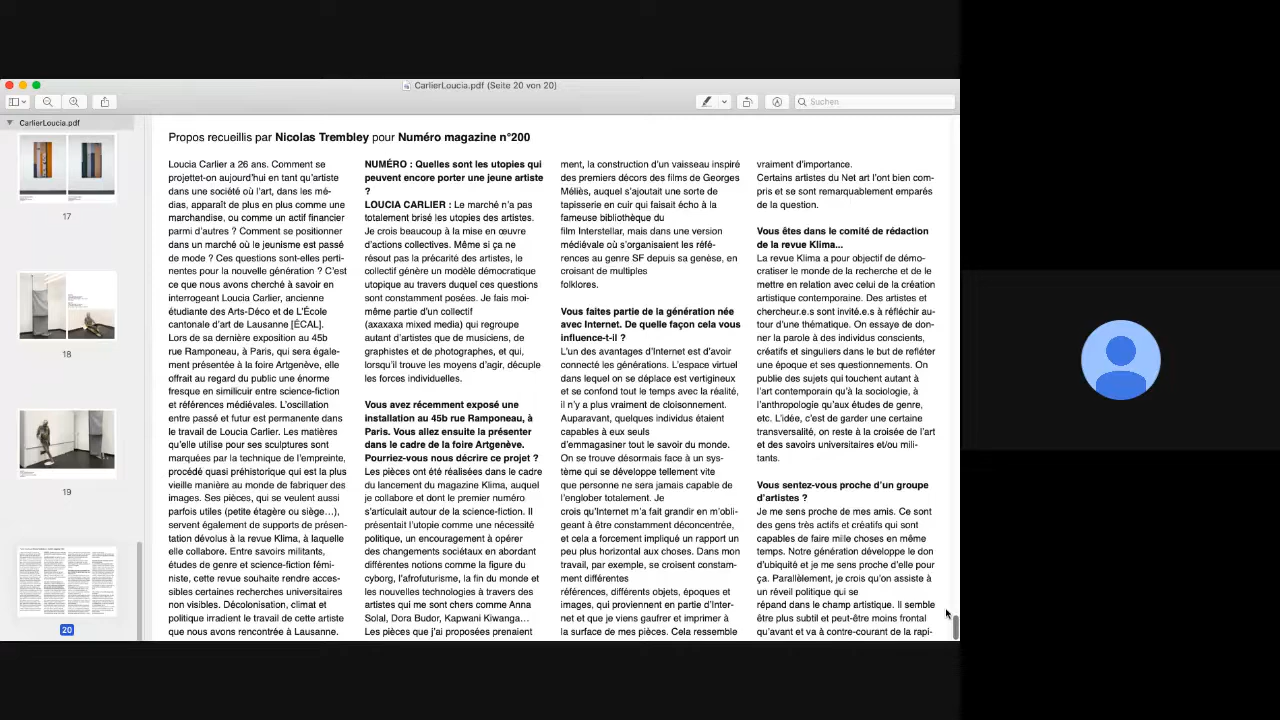 CarlierLoucia.pdf (Seite 20 von 20)
Suchen
CarlierLoucia.pdf
17
18
19
20
Propos recueillis par Nicolas Trembley pour Numéro magazine n°200
Loucia Carlier a 26 ans. Comment se
projettet-on aujourd'hui en tant qu'artiste
dans une société où l'art, dans les mé-
dias, apparaît de plus en plus comme une
marchandise, ou comme un actif financier
parmi d'autres ? Comment se positionner
dans un marché où le jeunisme est passé
de mode ? Ces questions sont-elles perti-
nentes pour la nouvelle génération ? C'est
ce que nous avons cherché à savoir en
interrogeant Loucia Carlier, ancienne
étudiante des Arts-Déco et de L'École
cantonale d'art de Lausanne [ÉCAL].
Lors de sa dernière exposition au 45b
rue Ramponeau, à Paris, qui sera égale-
ment présentée à la foire Artgenève, elle
offrait au regard du public une énorme
fresque en similicuir entre science-fiction
et références médiévales. L'oscillation
entre passé et futur est permanente dans
le travail de Loucia Carlier. Les matières
qu'elle utilise pour ses sculptures sont
marquées par la technique de l'empreinte,
procédé quasi préhistorique qui est la plus
vieille manière au monde de fabriquer des
images. Ses pièces, qui se veulent aussi
parfois utiles (petite étagère ou siège…),
servent également de supports de présen-
tation dévolus à la revue Klima, à laquelle
elle collabore. Entre savoirs militants,
études de genre et science-fiction fémi-
niste, cette revue souhaite rendre acces-
sibles certaines recherches universitaires
non visibles. Décolonisation, climat,
politique irradient le travail de cette artiste
que nous avons rencontrée à Lausanne.
NUMÉRO : Quelles sont les utopies qui
peuvent encore porter une jeune artiste
?
LOUCIA CARLIER : Le marché n'a pas
totalement brisé les utopies des artistes.
Je crois beaucoup à la mise en œuvre
d'actions collectives. Même si ça ne
résout pas la précarité des artistes, le
collectif génère un modèle démocratique
utopique au travers duquel ces questions
sont constamment posées. Je fais moi-
même partie d'un collectif
(axaxaxa mixed media) qui regroupe
autant d'artistes que de musiciens, de
graphistes et de photographes, et qui,
lorsqu'il trouve les moyens d'agir, décuple
les forces individuelles.
Vous avez récemment exposé une
installation au 45b rue Ramponeau, à
Paris. Vous allez ensuite la présenter
dans le cadre de la foire Artgenève.
Pourriez-vous nous décrire ce projet ?
Les pièces ont été réalisées dans le cadre
du lancement du magazine Klima, auquel
je collabore et dont le premier numéro
s'articulait autour de la science-fiction. Il
présentait l'utopie comme une nécessité
politique, un encouragement à opérer
des changements sociétaux en abordant
différentes notions comme la figure du
cyborg, l'afrofuturisme, la fin du monde et
les nouvelles technologies à travers des
artistes qui me sont chers comme Anna
Solal, Dora Budor, Kapwani Kiwanga…
Les pièces que j'ai proposées prenaient
ment, la construction d'un vaisseau inspiré
des premiers décors des films de Georges
Méliès, auquel s'ajoutait une sorte de
tapisserie en cuir qui faisait écho à la
fameuse bibliothèque du
film Interstellar, mais dans une version
médiévale où s'organisaient les réfé-
rences au genre SF depuis sa genèse, en
croisant de multiples
folklores.
Vous faites partie de la génération née
avec Internet. De quelle façon cela vous
influence-t-il ?
L'un des avantages d'Internet est d'avoir
connecté les générations. L'espace virtuel
dans lequel on se déplace est vertigineux
et se confond tout le temps avec la réalité,
il n'y a plus vraiment de cloisonnement.
Auparavant, quelques individus étaient
capables à eux seuls
d'emmagasiner tout le savoir du monde.
On se trouve désormais face à un sys-
tème qui se développe tellement vite
que personne ne sera jamais capable de
l'englober totalement. Je
crois qu'Internet m'a fait grandir en m'obli-
geant à être constamment déconcentrée,
et cela a forcement impliqué un rapport un
peu plus horizontal aux choses. Dans mon
travail, par exemple, se croisent constam-
ment différentes
références, différents objets, époques et
images, qui proviennent en partie d'Inter-
net et que je viens gaufrer et imprimer à
la surface de mes pièces. Cela ressemble
vraiment d'importance.
Certains artistes du Net art l'ont bien com-
pris et se sont remarquablement emparés
de la question.
Vous êtes dans le comité de rédaction
de la revue Klima...
La revue Klima a pour objectif de démo-
cratiser le monde de la recherche et de le
mettre en relation avec celui de la création
artistique contemporaine. Des artistes et
chercheur.e.s sont invité.e.s à réfléchir au-
tour d'une thématique. On essaye de don-
ner la parole à des individus conscients,
créatifs et singuliers dans le but de refléter
une époque et ses questionnements. On
publie des sujets qui touchent autant à
l'art contemporain qu'à la sociologie, à
l'anthropologie qu'aux études de genre,
etc. L'idée, c'est de garder une certaine
transversalité, on reste à la croisée de l'art
et des savoirs universitaires et/ou mili-
tants.
Vous sentez-vous proche d'un groupe
d'artistes ?
Je me sens proche de mes amis. Ce sont
des gens très actifs et créatifs qui sont
capables de faire mille choses en même
temps. Notre génération développe le don
d'ubiquité et je me sens proche d'elle pour
ça. Parallèlement, je crois qu'on assiste à
un réveil politique qui se
répand dans le champ artistique. Il semble
être plus subtil et peut-être moins frontal
qu'avant et va à contre-courant de la rapi-